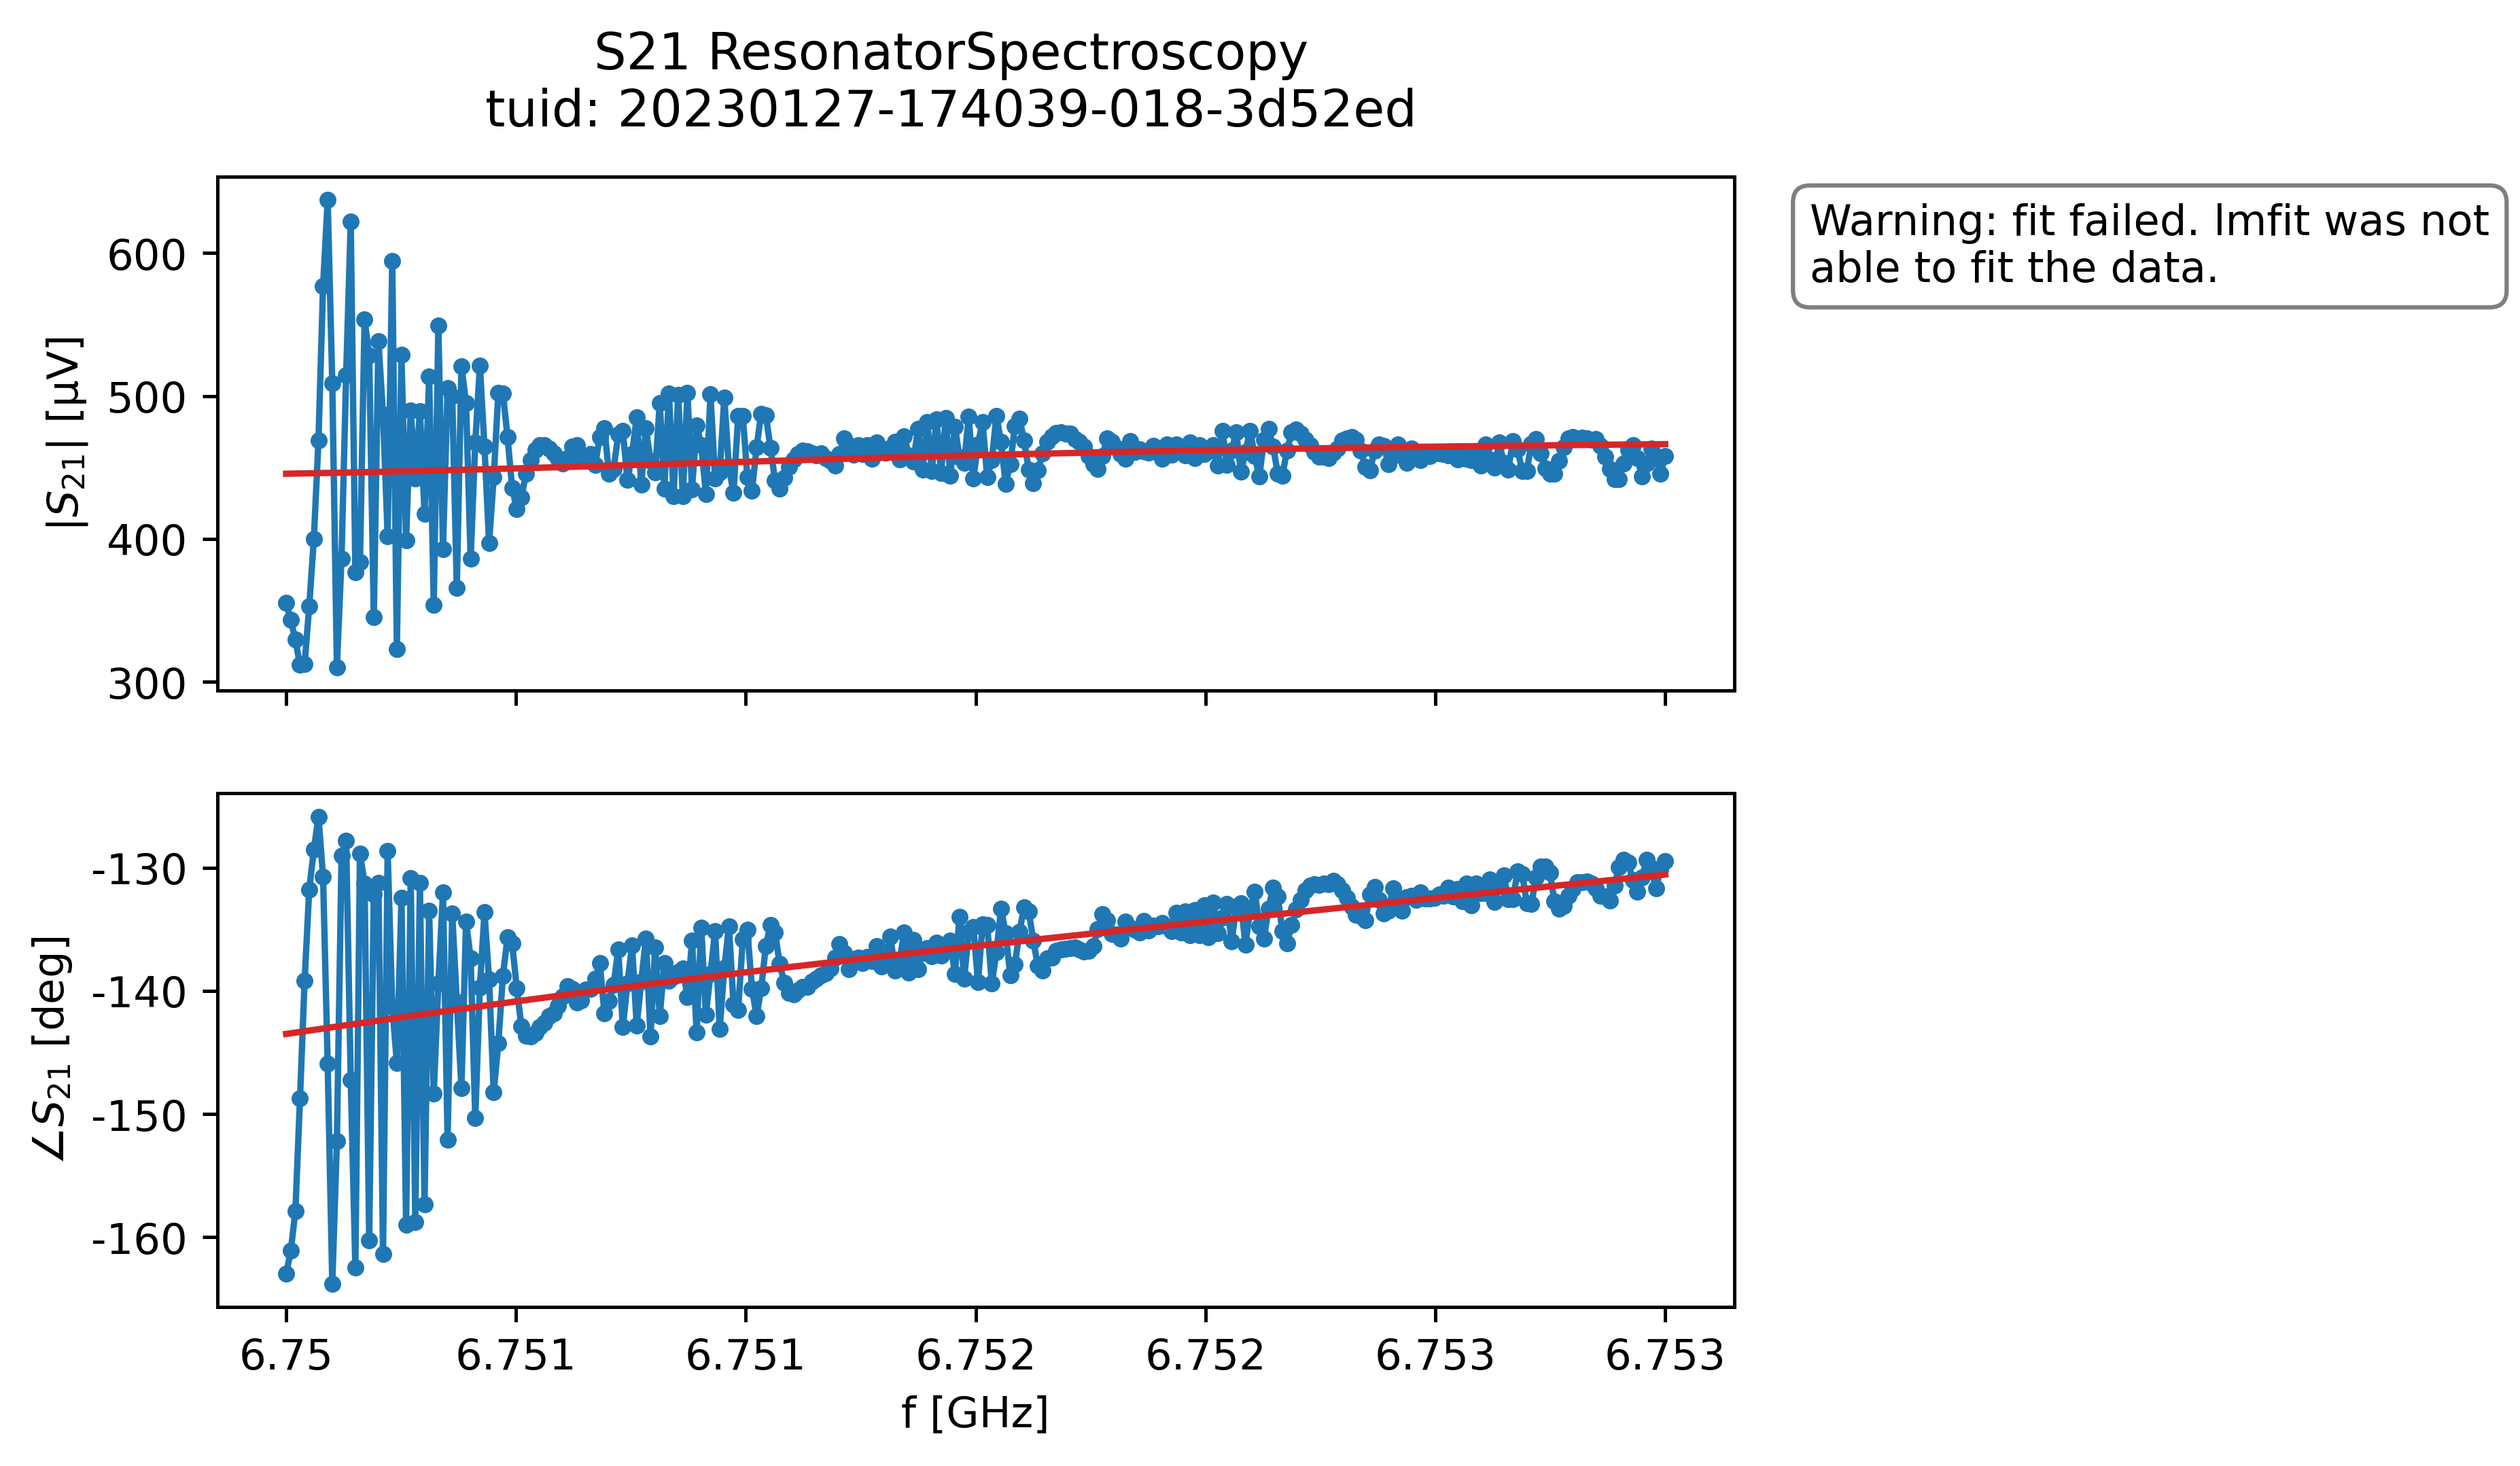 S21 ResonatorSpectroscopy
tuid: 20230127-174039-018-3d52ed
Warning: fit failed. lmfit was not
able to fit the data.
|S₂₁| [µV]
600
500
400
300
∠S₂₁ [deg]
-130
-140
-150
-160
6.75 6.751 6.751 6.752 6.752 6.753 6.753
f [GHz]